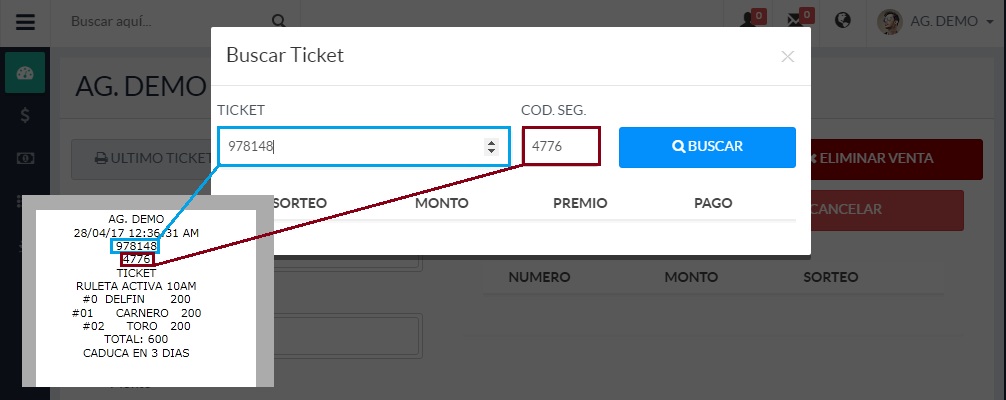 Buscar aquí...
0
0
AG. DEMO
AG. DEMO
Buscar Ticket
×
TICKET
COD. SEG.
978148
4776
BUSCAR
ULTIMO TICKET
ELIMINAR VENTA
CANCELAR
SORTEO MONTO PREMIO PAGO
NUMERO MONTO SORTEO
AG. DEMO
28/04/17 12:36:31 AM
978148
4776
TICKET
RULETA ACTIVA 10AM
#0 DELFIN 200
#01 CARNERO 200
#02 TORO 200
TOTAL: 600
CADUCA EN 3 DIAS